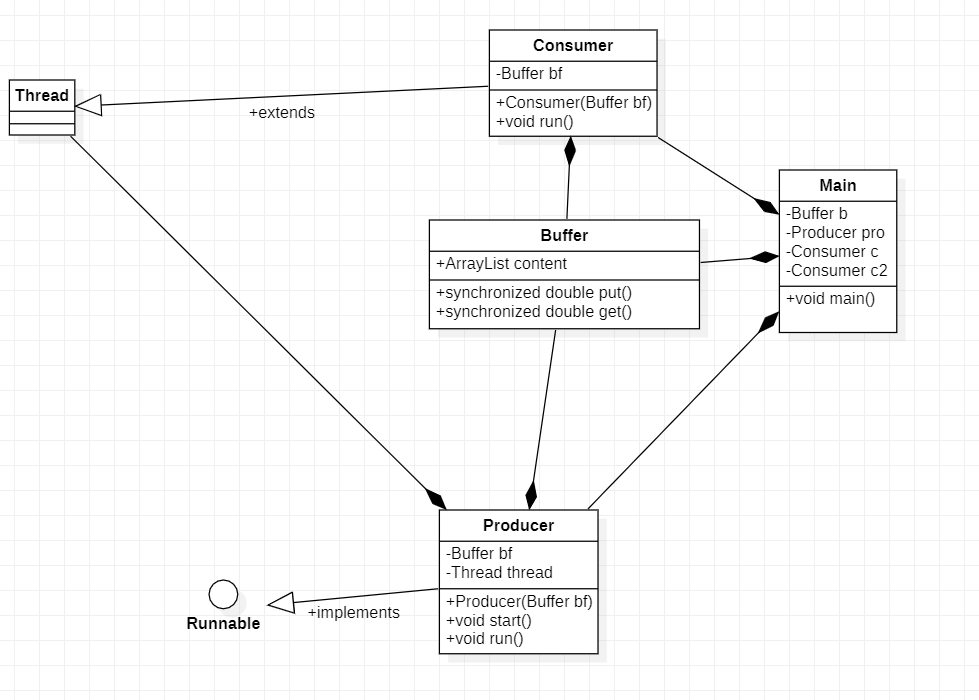 Consumer
-Buffer bf
+Consumer(Buffer bf)
+void run()
Thread
+extends
Main
-Buffer b
-Producer pro
-Consumer c
-Consumer c2
+void main()
Buffer
+ArrayList content
+synchronized double put()
+synchronized double get()
Producer
-Buffer bf
-Thread thread
+Producer(Buffer bf)
+void start()
+void run()
Runnable
+implements